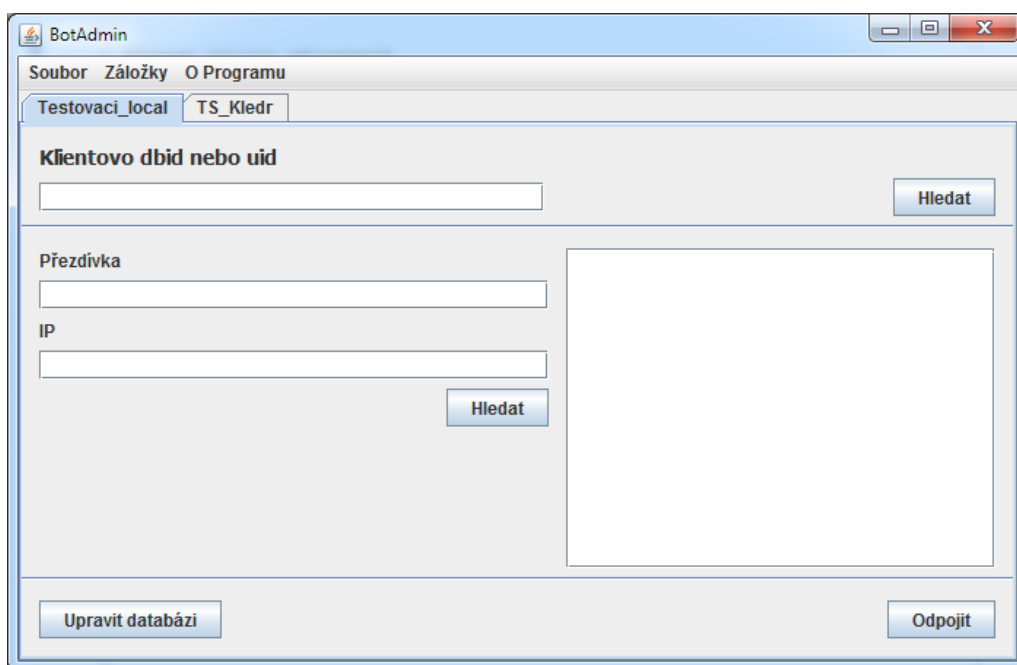 BotAdmin
Soubor Záložky O Programu
Testovaci_local TS_Kledr
Klientovo dbid nebo uid
Hledat
Přezdívka
IP
Hledat
Upravit databázi Odpojit